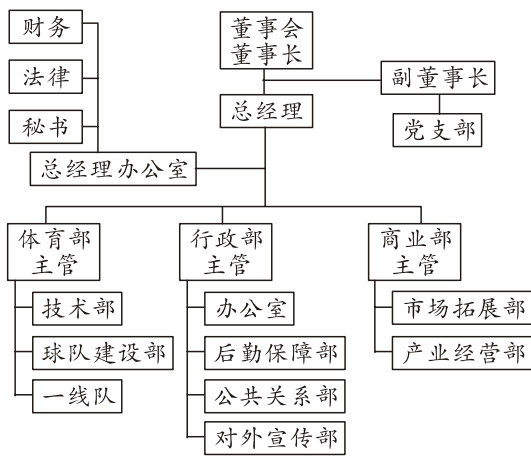 财务
法律
秘书
总经理办公室
董事会
董事长
总经理
副董事长
党支部
体育部
主管
技术部
球队建设部
一线队
行政部
主管
办公室
后勤保障部
公共关系部
对外宣传部
商业部
主管
市场拓展部
产业经营部